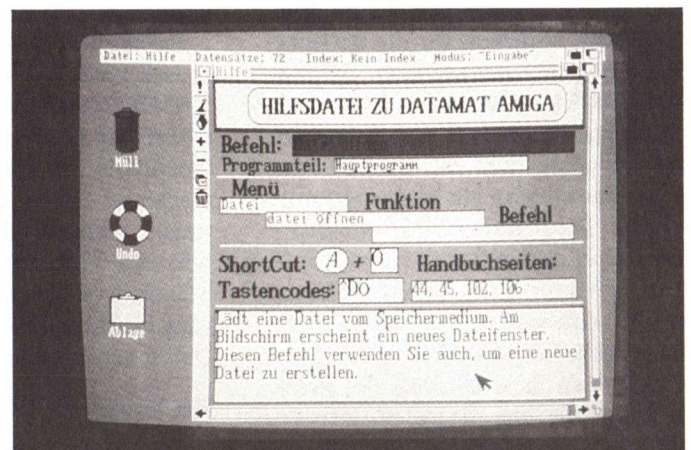 Datei: Hilfe Datensätze: 72 Index: Kein Index Modus: "Eingabe"
Hilfe
HILFSDATEI ZU DATAMAT AMIGA
Befehl:
Programmteil: Hauptprogramm
Menü Funktion Befehl
Datei
datei öffnen
ShortCut: A + O Handbuchseiten:
Tastencodes: ^DÖ 44, 45, 102, 106
Lädt eine Datei vom Speichermedium. Am
Bildschirm erscheint ein neues Dateifenster.
Diesen Befehl verwenden Sie auch, um eine neue
Datei zu erstellen.
Müll
Undo
Ablage